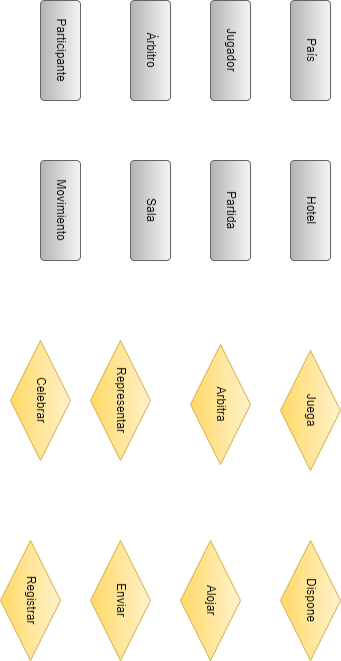 País
Hotel
Juega
Dispone
Jugador
Partida
Arbitra
Alojar
Árbitro
Sala
Representar
Enviar
Participante
Movimiento
Celebrar
Registrar